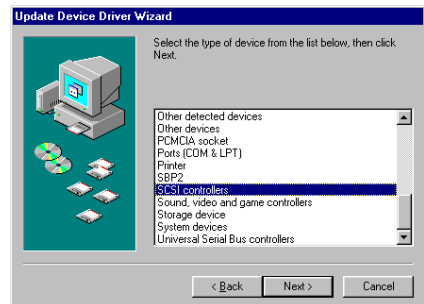 Update Device Driver Wizard
Select the type of device from the list below, then click
Next.
Other detected devices
Other devices
PCMCIA socket
Ports (COM & LPT)
Printer
SBP2
SCSI controllers
Sound, video and game controllers
Storage device
System devices
Universal Serial Bus controllers
< Back
Next >
Cancel